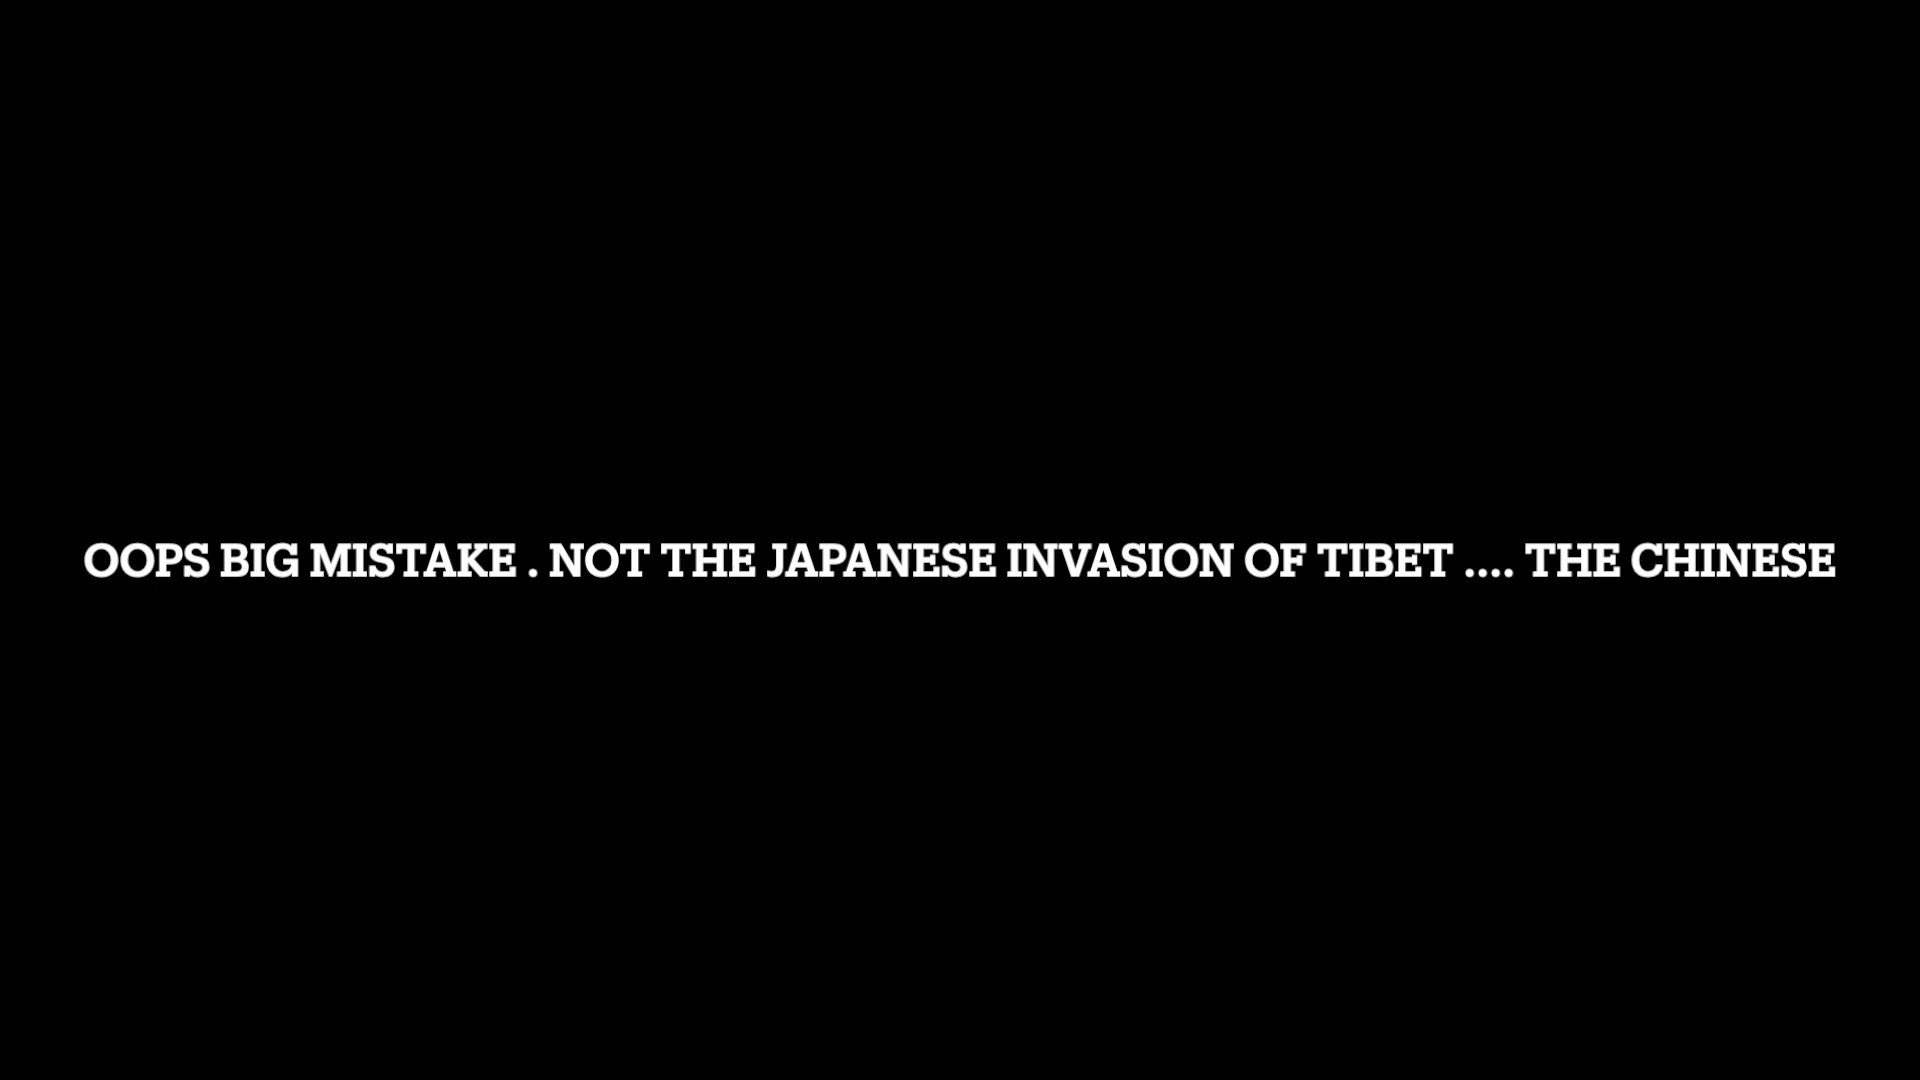 OOPS BIG MISTAKE . NOT THE JAPANESE INVASION OF TIBET .... THE CHINESE